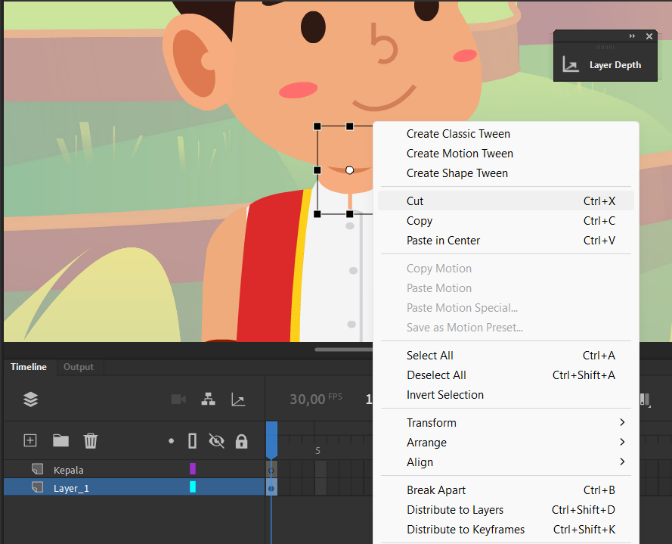 Layer Depth
Create Classic Tween
Create Motion Tween
Create Shape Tween
Cut Ctrl+X
Copy Ctrl+C
Paste in Center Ctrl+V
Copy Motion
Paste Motion
Paste Motion Special...
Save as Motion Preset...
Select All Ctrl+A
Deselect All Ctrl+Shift+A
Invert Selection
Transform
Arrange
Align
Break Apart Ctrl+B
Distribute to Layers Ctrl+Shift+D
Distribute to Keyframes Ctrl+Shift+K
Timeline Output
30,00 FPS 1
5
Kepala
Layer_1